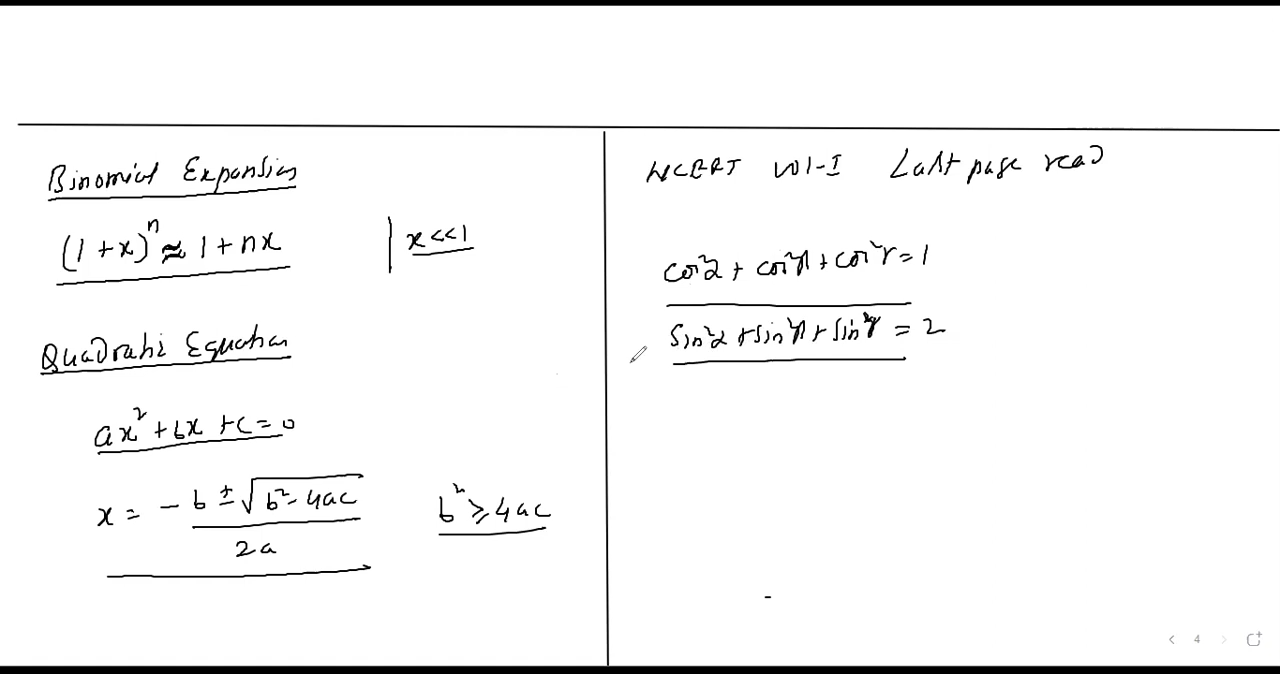 Binomial Expansion
(1+x)ⁿ ≈ 1+nx | x<<1
Quadratic Equation
ax²+bx+c=0
x = -b ± √b²-4ac / 2a
b² ≥ 4ac
NCERT Vol-I Last page read
cos²α + cos²β + cos²γ = 1
sin²α + sin²β + sin²γ = 2
4